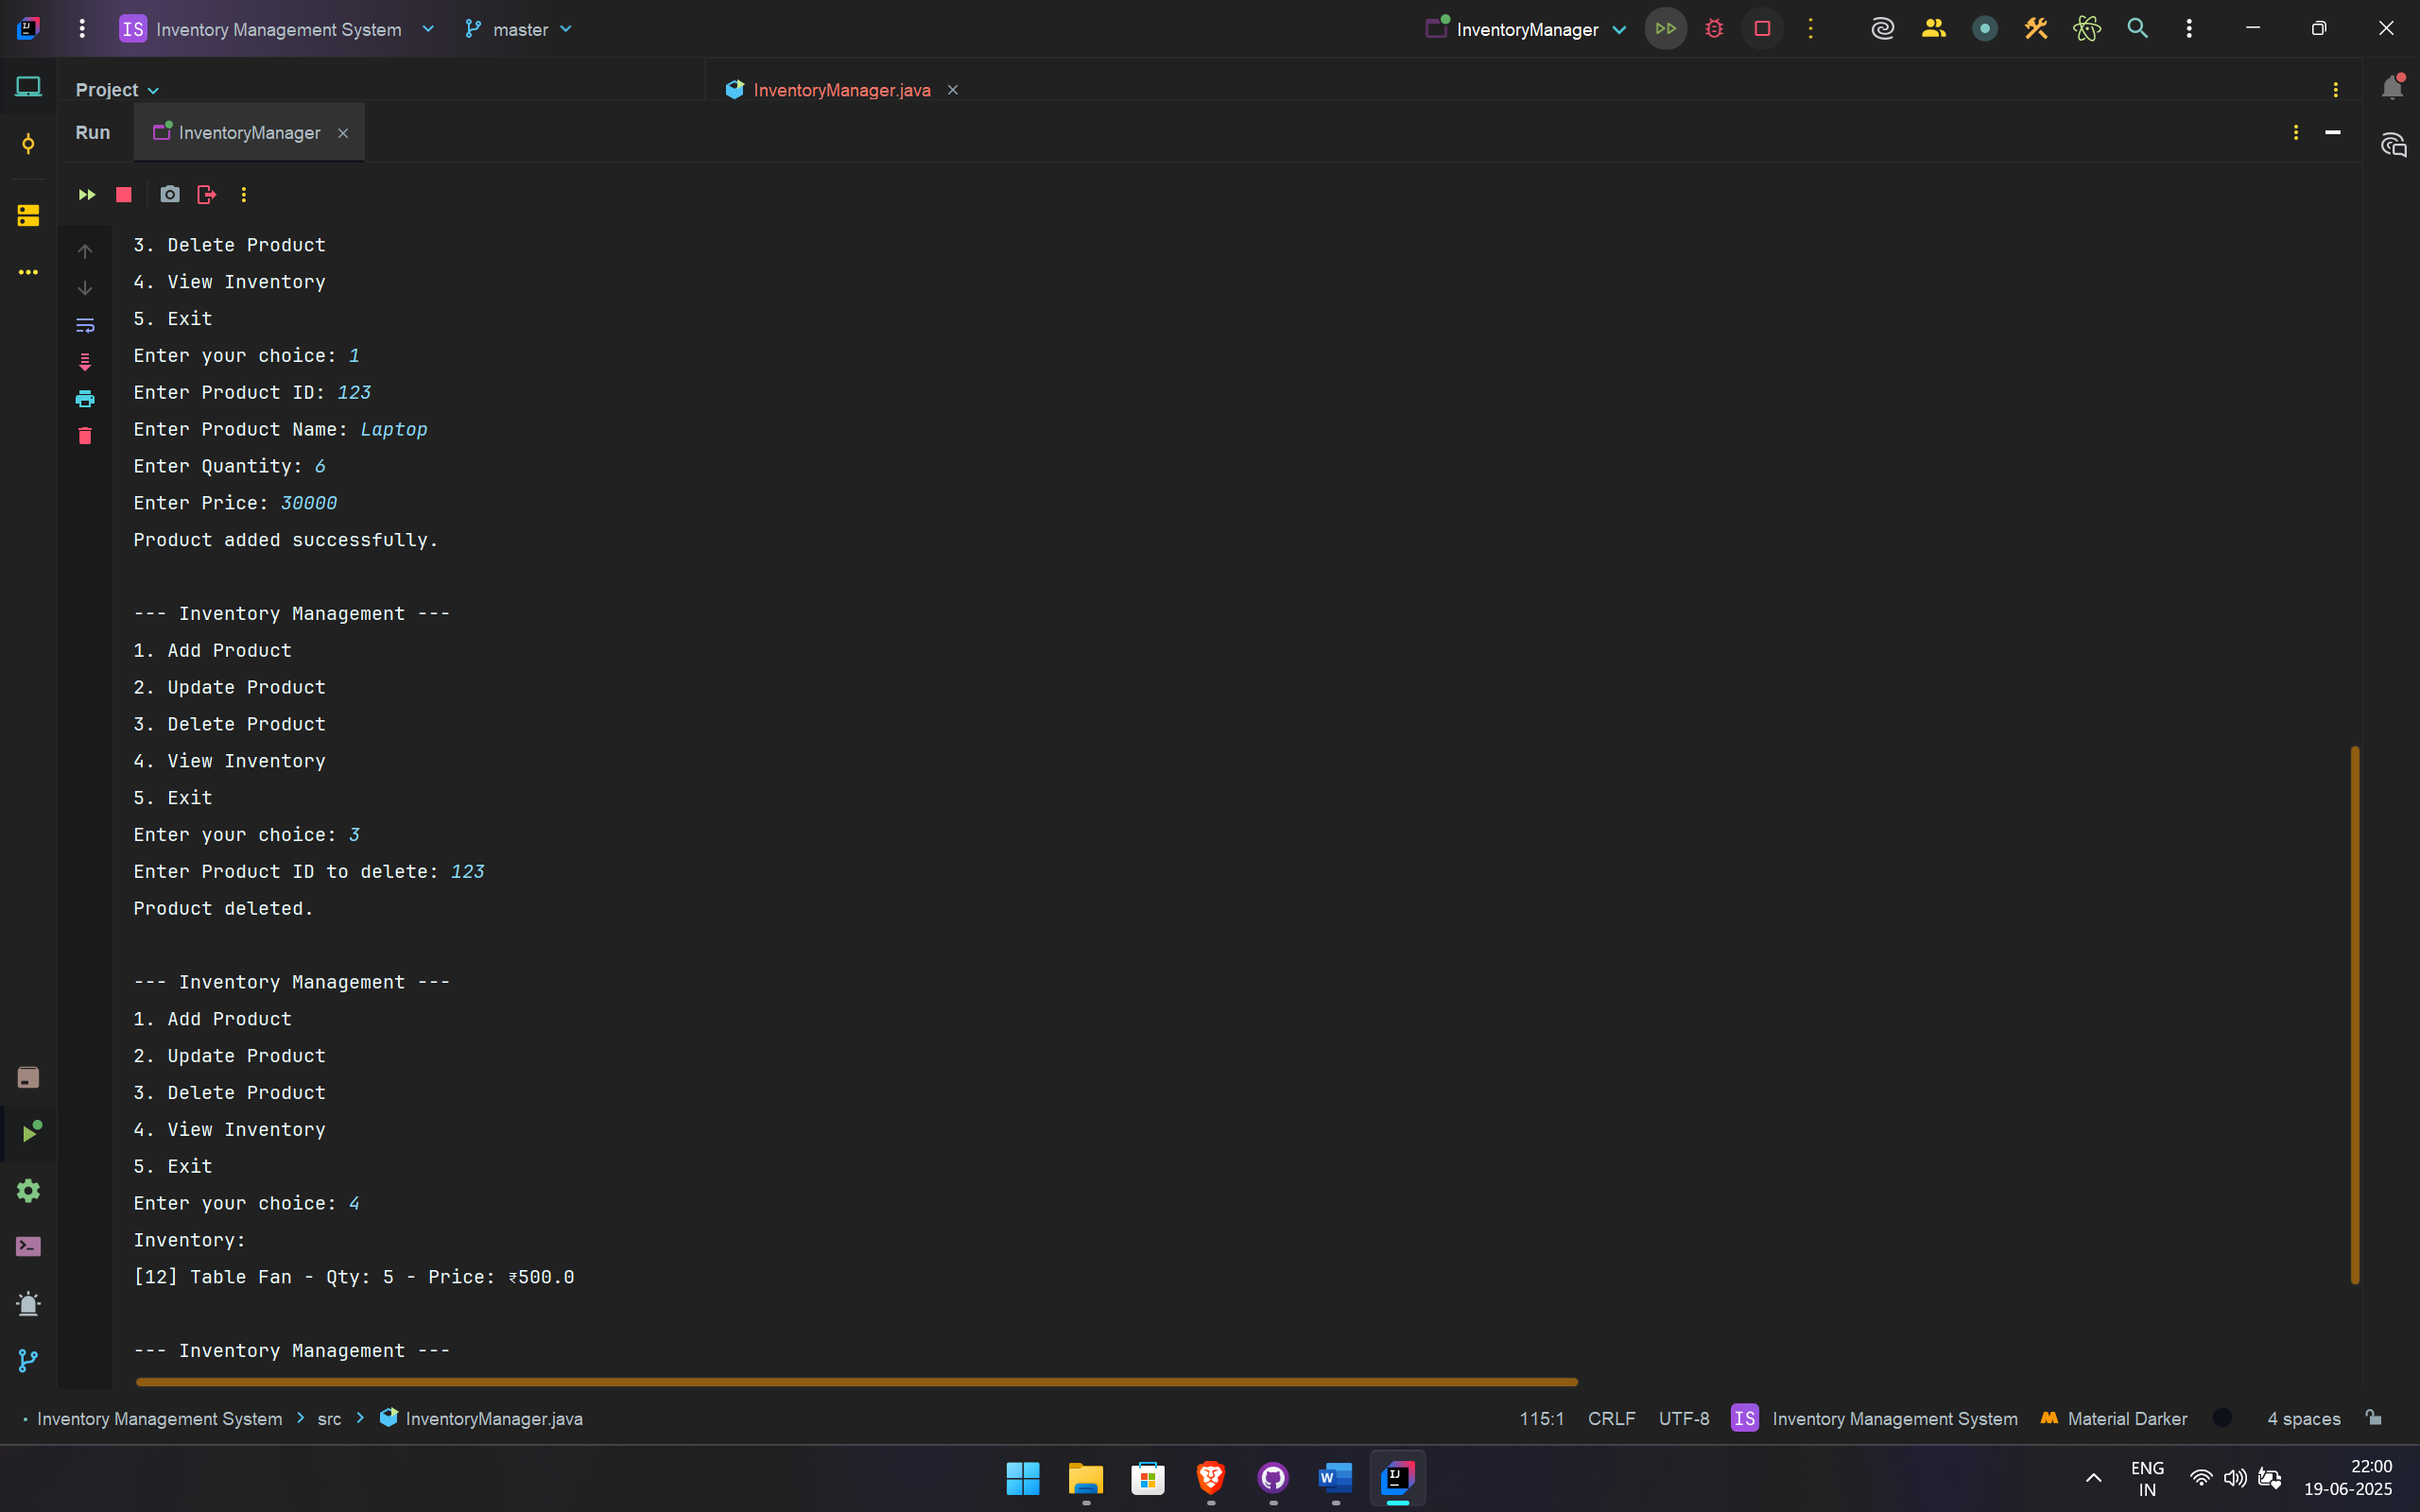 IS Inventory Management System master InventoryManager
Project InventoryManager.java
Run InventoryManager
3. Delete Product
4. View Inventory
5. Exit
Enter your choice: 1
Enter Product ID: 123
Enter Product Name: Laptop
Enter Quantity: 6
Enter Price: 30000
Product added successfully.
--- Inventory Management ---
1. Add Product
2. Update Product
3. Delete Product
4. View Inventory
5. Exit
Enter your choice: 3
Enter Product ID to delete: 123
Product deleted.
--- Inventory Management ---
1. Add Product
2. Update Product
3. Delete Product
4. View Inventory
5. Exit
Enter your choice: 4
Inventory:
[12] Table Fan - Qty: 5 - Price: ₹500.0
--- Inventory Management ---
Inventory Management System > src > InventoryManager.java 115:1 CRLF UTF-8 IS Inventory Management System Material Darker 4 spaces
ENG 22:00
IN 19-06-2025